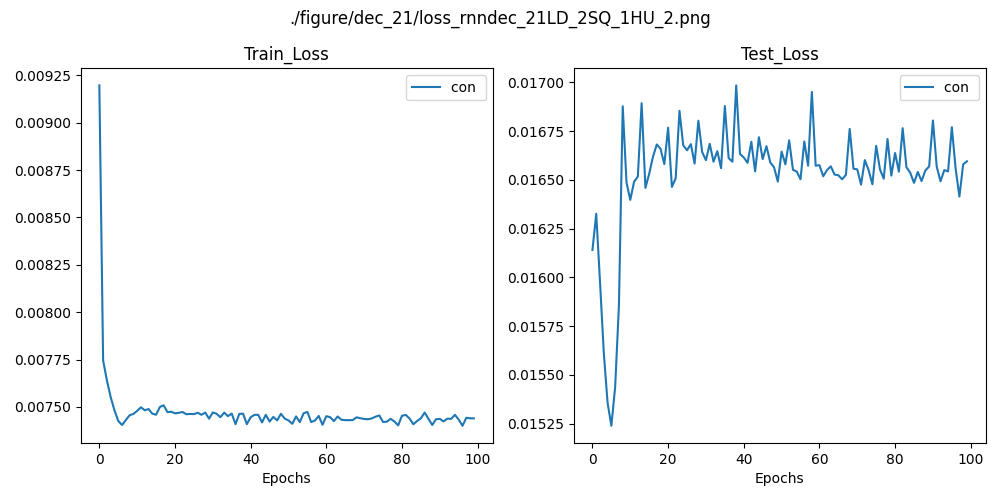 ./figure/dec_21/loss_rnndec_21LD_2SQ_1HU_2.png
Train_Loss
con
0.00925
0.00900
0.00875
0.00850
0.00825
0.00800
0.00775
0.00750
0 20 40 60 80 100
Epochs
Test_Loss
con
0.01700
0.01675
0.01650
0.01625
0.01600
0.01575
0.01550
0.01525
0 20 40 60 80 100
Epochs